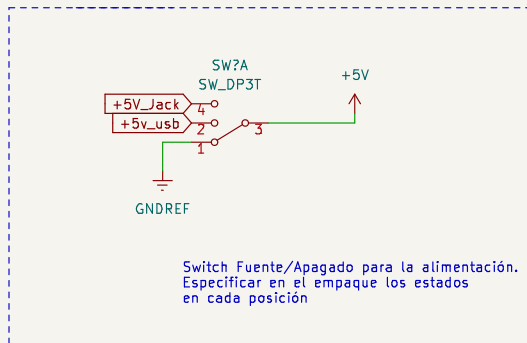 SW?A
SW_DP3T
+5V
+5V_Jack
4
+5v_usb
2
3
1
GNDREF
Switch Fuente/Apagado para la alimentación.
Especificar en el empaque los estados
en cada posición